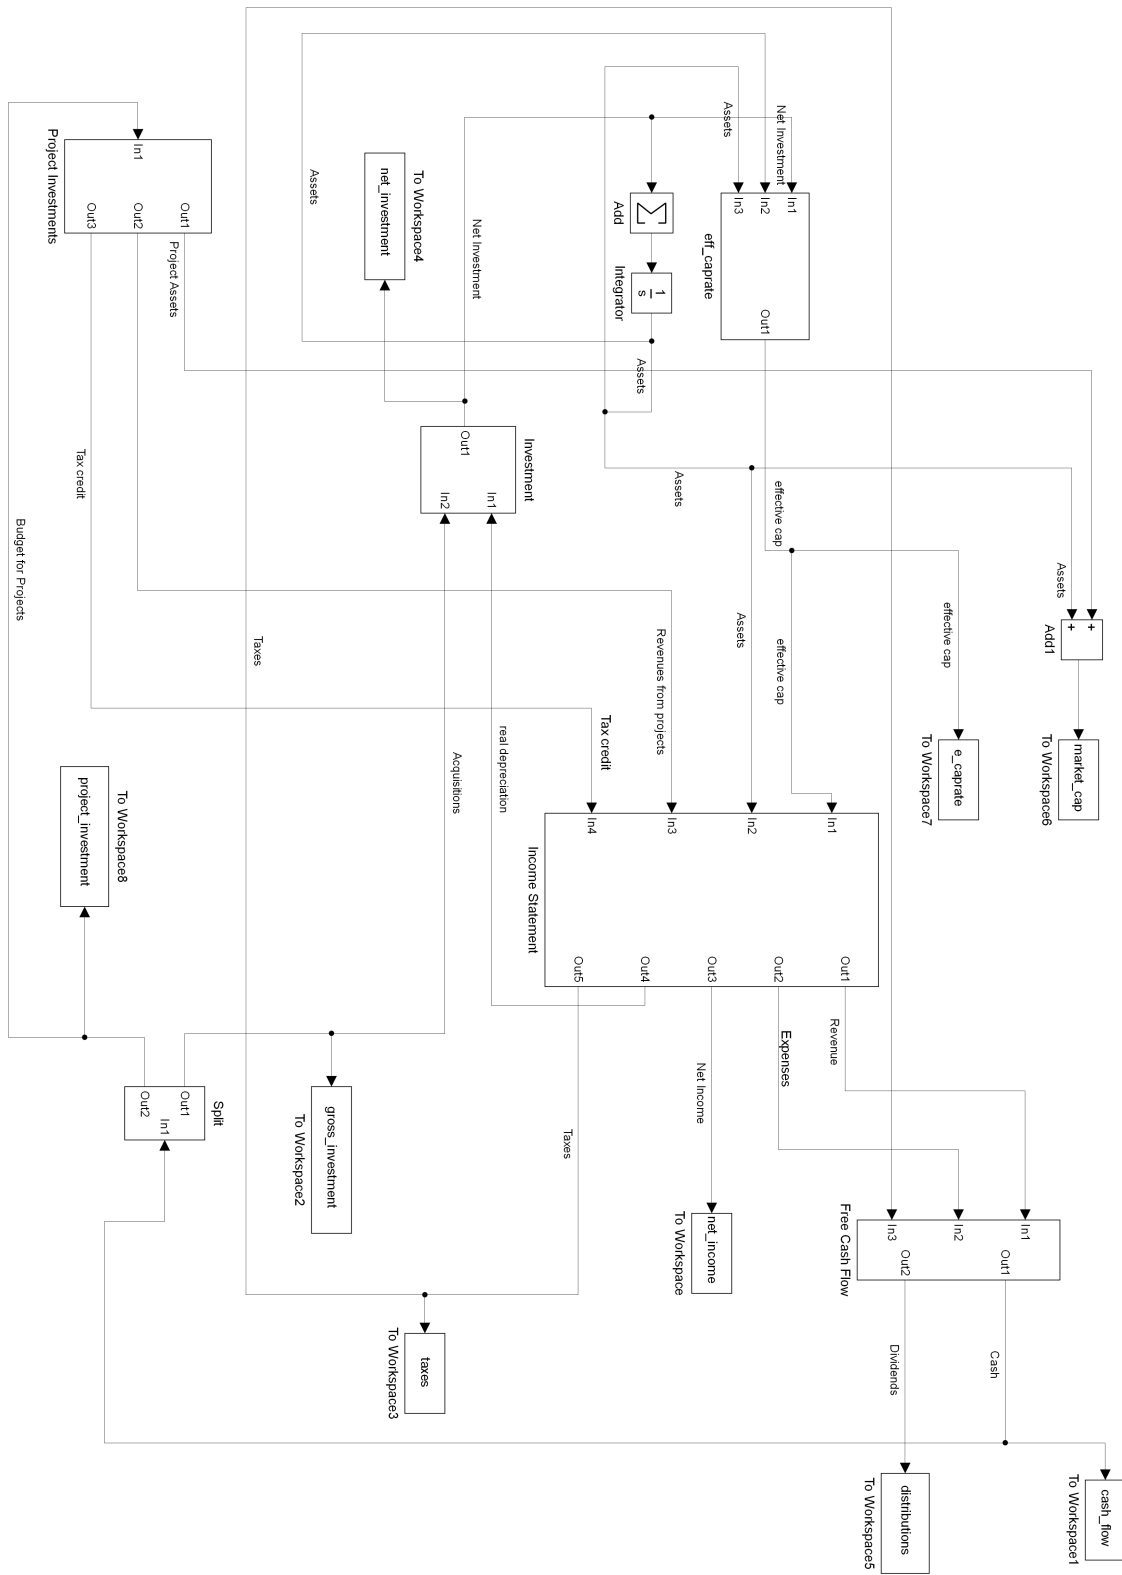 cash_flow
To Workspace1
market_cap
To Workspace6
Add1
+
+
Assets
In1
In2
In3
Out1
Out2
Free Cash Flow
Cash
Dividends
distributions
To Workspace5
e_caprate
To Workspace7
effective cap
effective cap
effective cap
Net Investment
Assets
In1
In2
In3
Out1
eff_caprate
Add
1
s
Integrator
Assets
Assets
Assets
In1
In2
In3
In4
Out1
Out2
Out3
Out4
Out5
Income Statement
Revenue
Expenses
Net Income
net_income
To Workspace
Taxes
Revenues from projects
Tax credit
Investment
In1
In2
Out1
real depreciation
Acquisitions
Net Investment
To Workspace4
net_investment
taxes
To Workspace3
gross_investment
To Workspace2
Assets
Taxes
Split
Out1
Out2
In1
In1
Out1
Out2
Out3
Project Investments
Project Assets
Tax credit
To Workspace8
project_investment
Budget for Projects